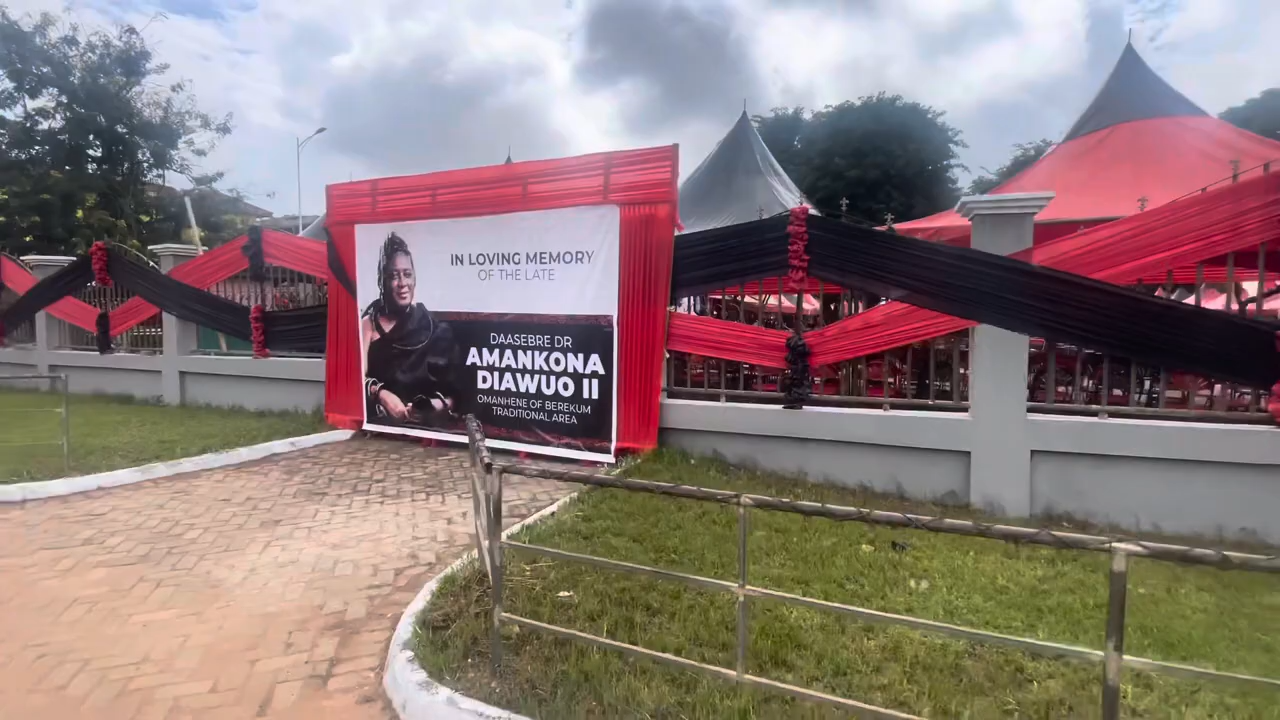 IN LOVING MEMORY
OF THE LATE
DAASEBRE DR
AMANKONA
DIAWUO II
OMANHENE OF BEREKUM
TRADITIONAL AREA